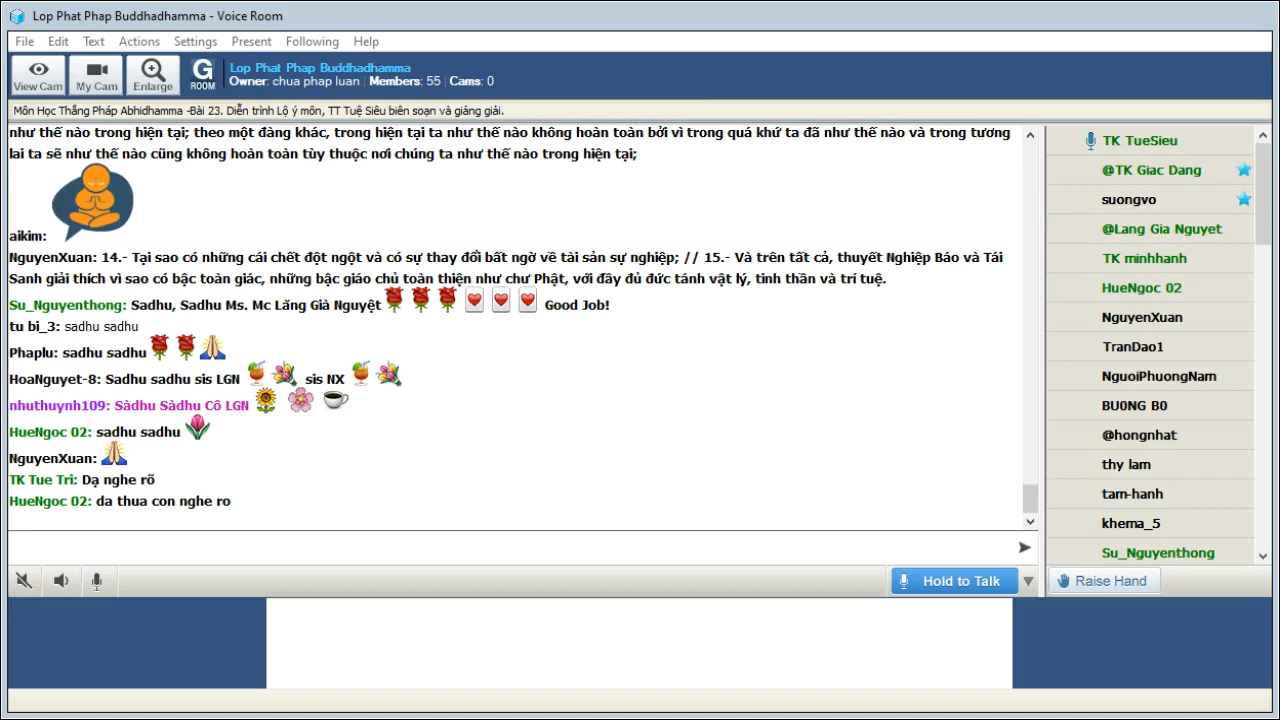 Lop Phat Phap Buddhadhamma - Voice Room
File Edit Text Actions Settings Present Following Help
View Cam My Cam Enlarge G ROOM
Lop Phat Phap Buddhadhamma
Owner: chua phap luan Members: 55 Cams: 0
Môn Học Thắng Pháp Abhidhamma -Bài 23. Diễn trình Lộ ý môn, TT Tuệ Siêu biên soạn và giảng giải.
như thế nào trong hiện tại; theo một đàng khác, trong hiện tại ta như thế nào không hoàn toàn bởi vì trong quá khứ ta đã như thế nào và trong tương
lai ta sẽ như thế nào cũng không hoàn toàn tùy thuộc nơi chúng ta như thế nào trong hiện tại;
aikim:
NguyenXuan: 14.- Tại sao có những cái chết đột ngột và có sự thay đổi bất ngờ về tài sản sự nghiệp; // 15.- Và trên tất cả, thuyết Nghiệp Báo và Tái
Sanh giải thích vì sao có bậc toàn giác, những bậc giáo chủ toàn thiện như chư Phật, với đầy đủ đức tánh vật lý, tinh thần và trí tuệ.
Su_Nguyenthong: Sadhu, Sadhu Ms. Mc Lăng Già Nguyệt Good Job!
tu bi_3: sadhu sadhu
Phaplu: sadhu sadhu
HoaNguyet-8: Sadhu sadhu sis LGN sis NX
nhuthuynh109: Sàdhu Sàdhu Cô LGN
HueNgoc 02: sadhu sadhu
NguyenXuan:
TK Tue Tri: Dạ nghe rõ
HueNgoc 02: da thua con nghe ro
Hold to Talk
TK TueSieu
@TK Giac Dang
suongvo
@Lang Gia Nguyet
TK minhhanh
HueNgoc 02
NguyenXuan
TranDao1
NguoiPhuongNam
BU0NG B0
@hongnhat
thy lam
tam-hanh
khema_5
Su_Nguyenthong
Raise Hand